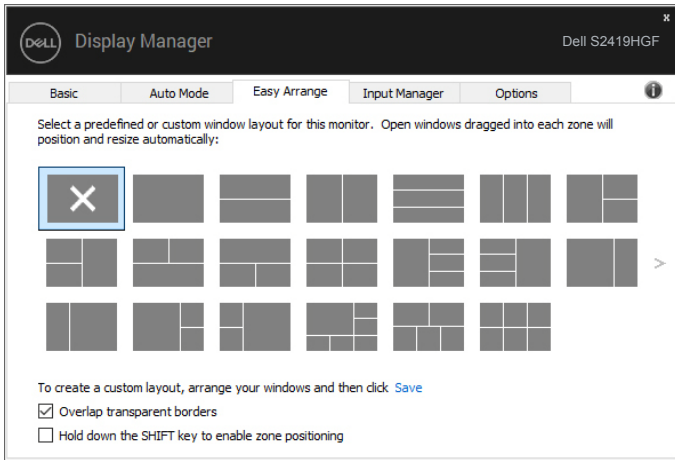 x
DELL Display Manager
Dell S2419HGF
Basic Auto Mode Easy Arrange Input Manager Options
Select a predefined or custom window layout for this monitor. Open windows dragged into each zone will
position and resize automatically:
To create a custom layout, arrange your windows and then click Save
Overlap transparent borders
Hold down the SHIFT key to enable zone positioning